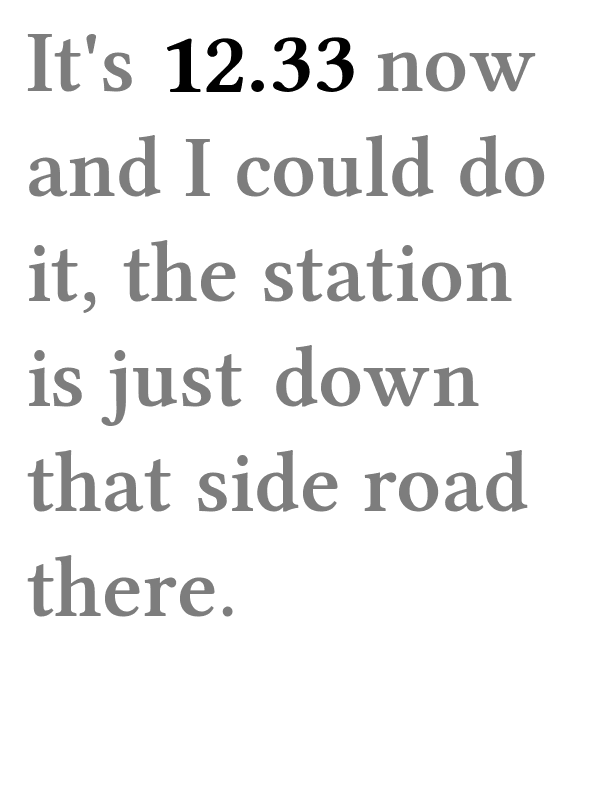 It's 12.33 now
and I could do
it, the station
is just down
that side road
there.